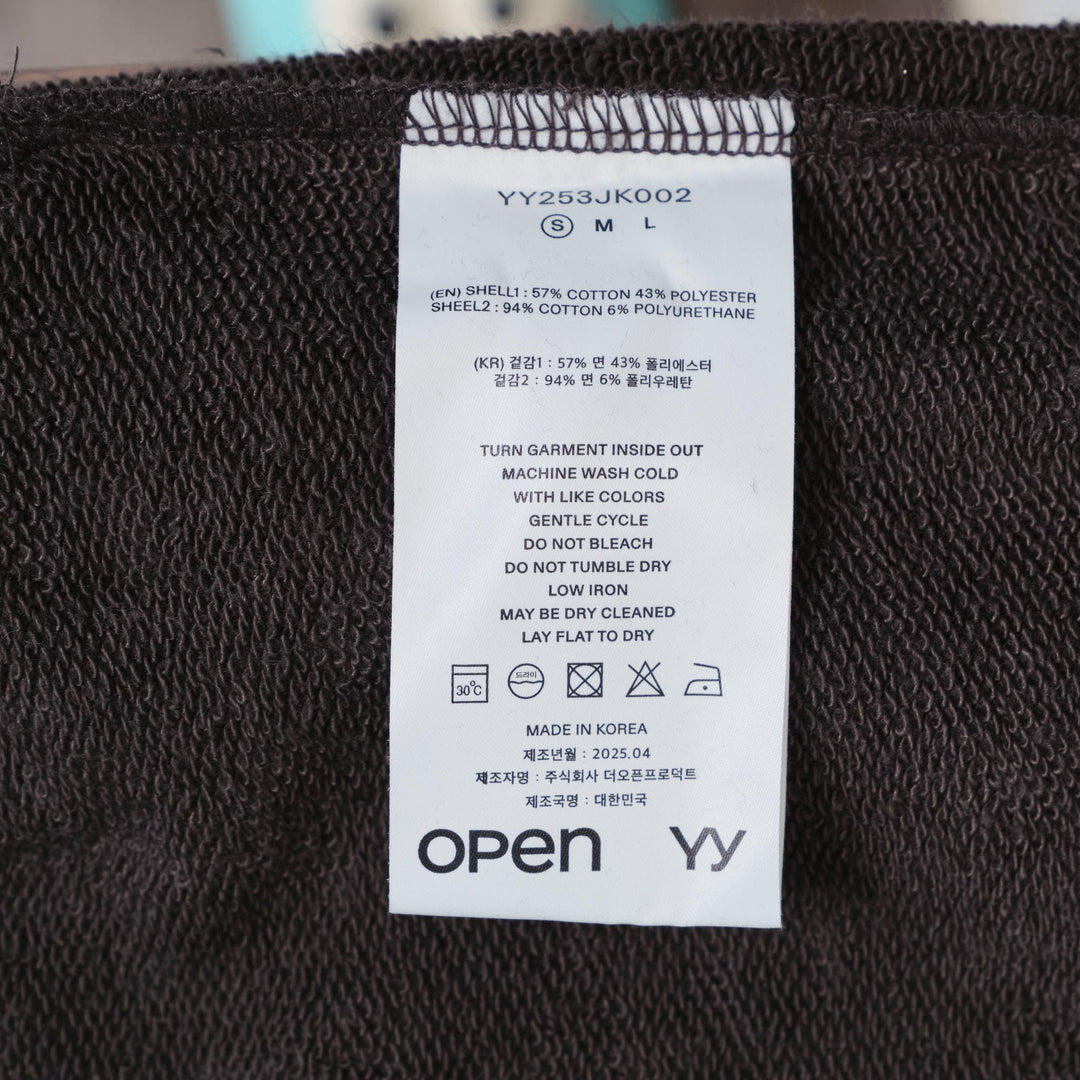 YY253JK002
S M L
(EN) SHELL1 : 57% COTTON 43% POLYESTER
SHEEL2 : 94% COTTON 6% POLYURETHANE
(KR) 겉감1 : 57% 면 43% 폴리에스터
겉감2 : 94% 면 6% 폴리우레탄
TURN GARMENT INSIDE OUT
MACHINE WASH COLD
WITH LIKE COLORS
GENTLE CYCLE
DO NOT BLEACH
DO NOT TUMBLE DRY
LOW IRON
MAY BE DRY CLEANED
LAY FLAT TO DRY
30°C 드라이
MADE IN KOREA
제조년월 : 2025.04
제조자명 : 주식회사 더오픈프로덕트
제조국명 : 대한민국
OPen YY